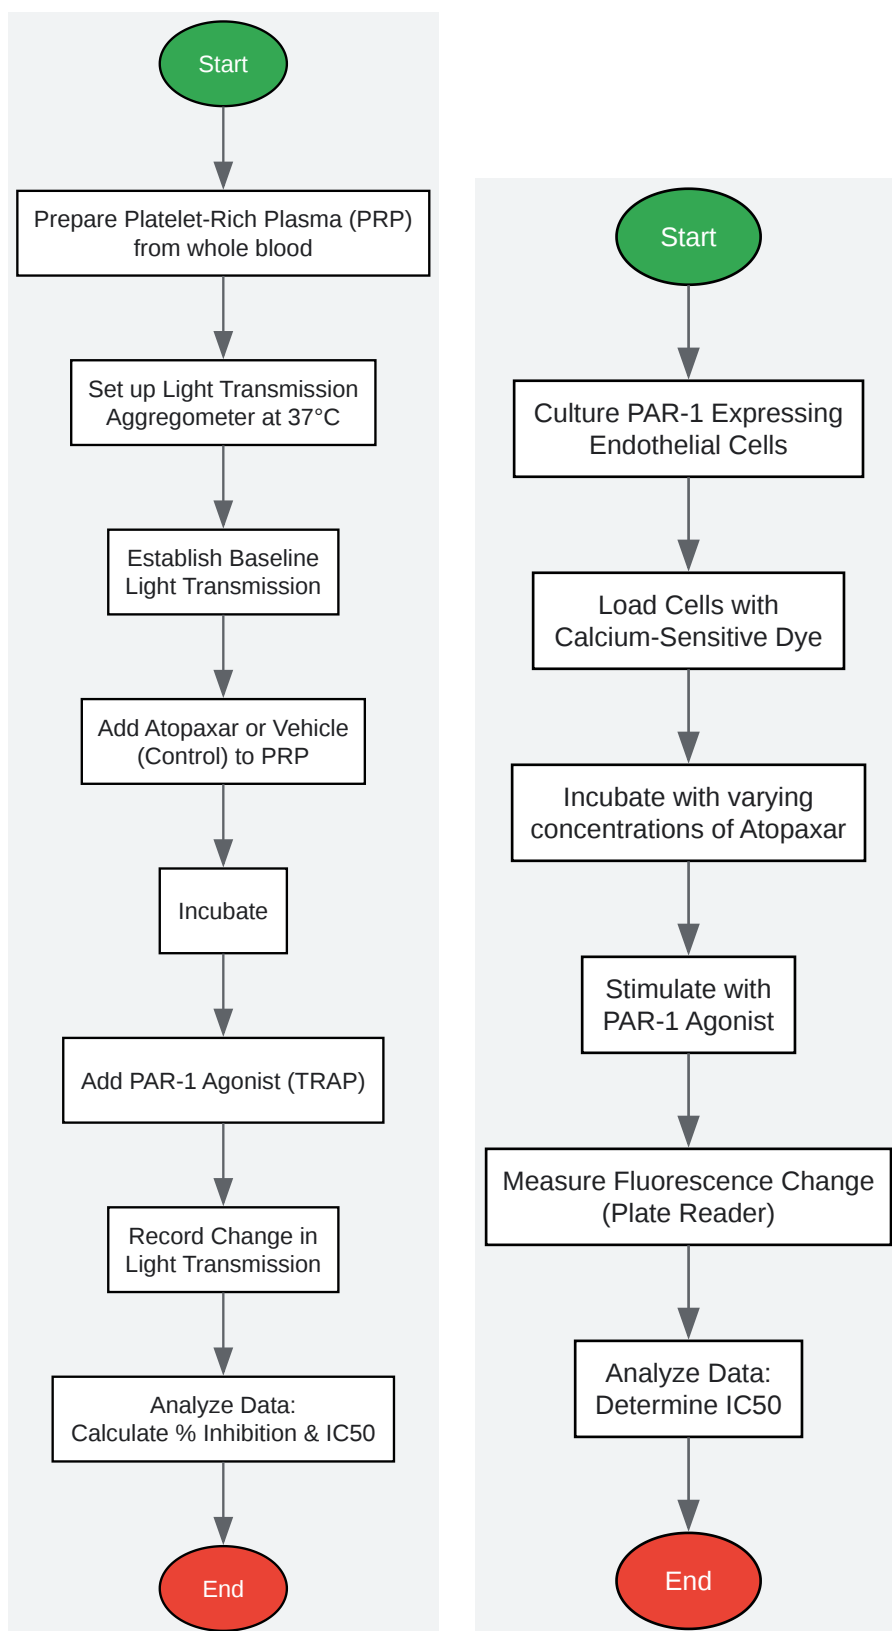 Start
Prepare Platelet-Rich Plasma (PRP)
from whole blood
Set up Light Transmission
Aggregometer at 37°C
Establish Baseline
Light Transmission
Add Atopaxar or Vehicle
(Control) to PRP
Incubate
Add PAR-1 Agonist (TRAP)
Record Change in
Light Transmission
Analyze Data:
Calculate % Inhibition & IC50
End
Start
Culture PAR-1 Expressing
Endothelial Cells
Load Cells with
Calcium-Sensitive Dye
Incubate with varying
concentrations of Atopaxar
Stimulate with
PAR-1 Agonist
Measure Fluorescence Change
(Plate Reader)
Analyze Data:
Determine IC50
End